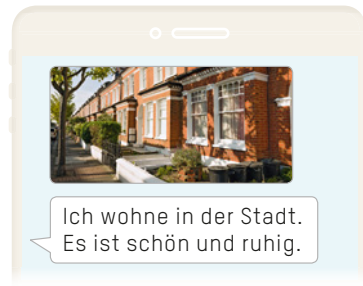 Ich wohne in der Stadt.
Es ist schön und ruhig.